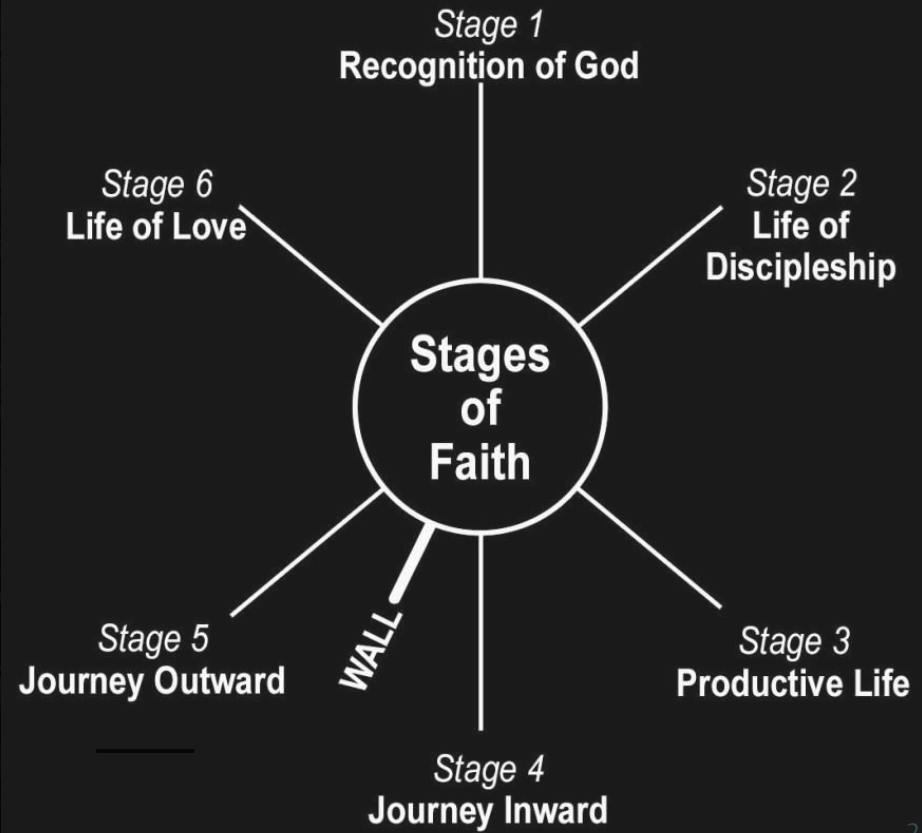 Stage 1
Recognition of God
Stage 6
Life of Love
Stage 2
Life of
Discipleship
Stages
of
Faith
WALL
Stage 5
Journey Outward
Stage 3
Productive Life
Stage 4
Journey Inward